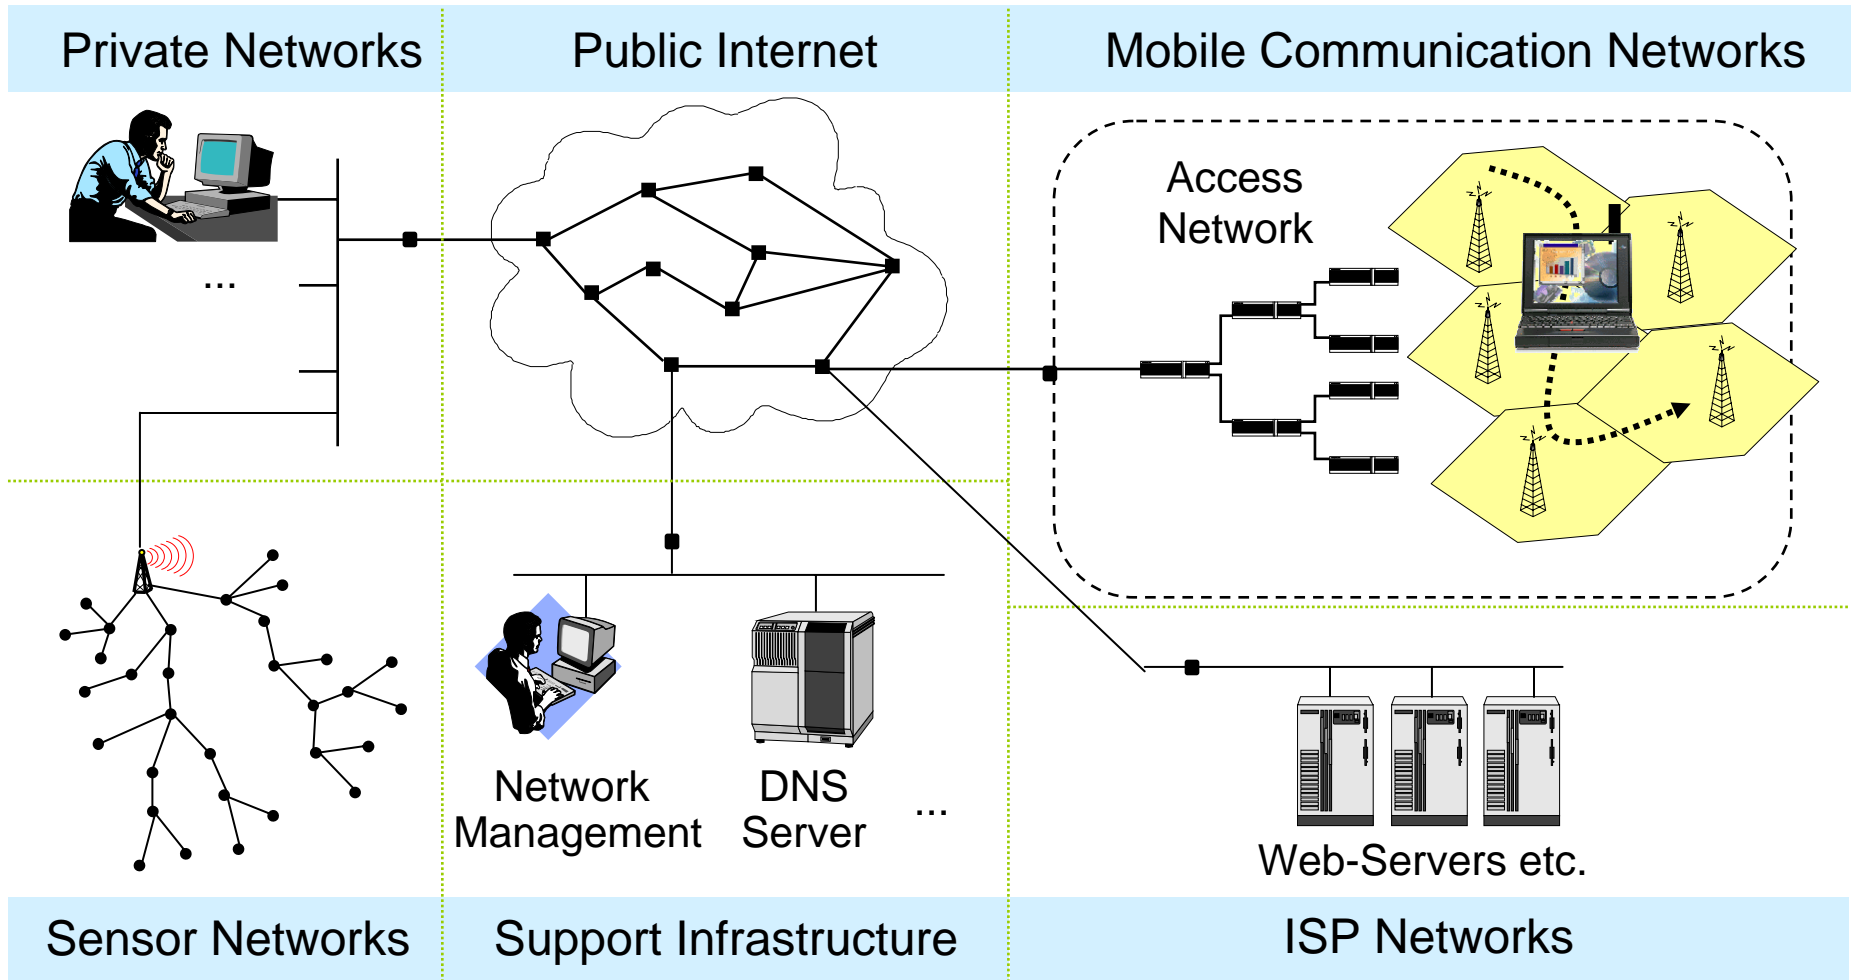 Private Networks
Public Internet
Mobile Communication Networks
Access
Network
...
Network
Management
DNS
Server
...
Web-Servers etc.
Sensor Networks
Support Infrastructure
ISP Networks